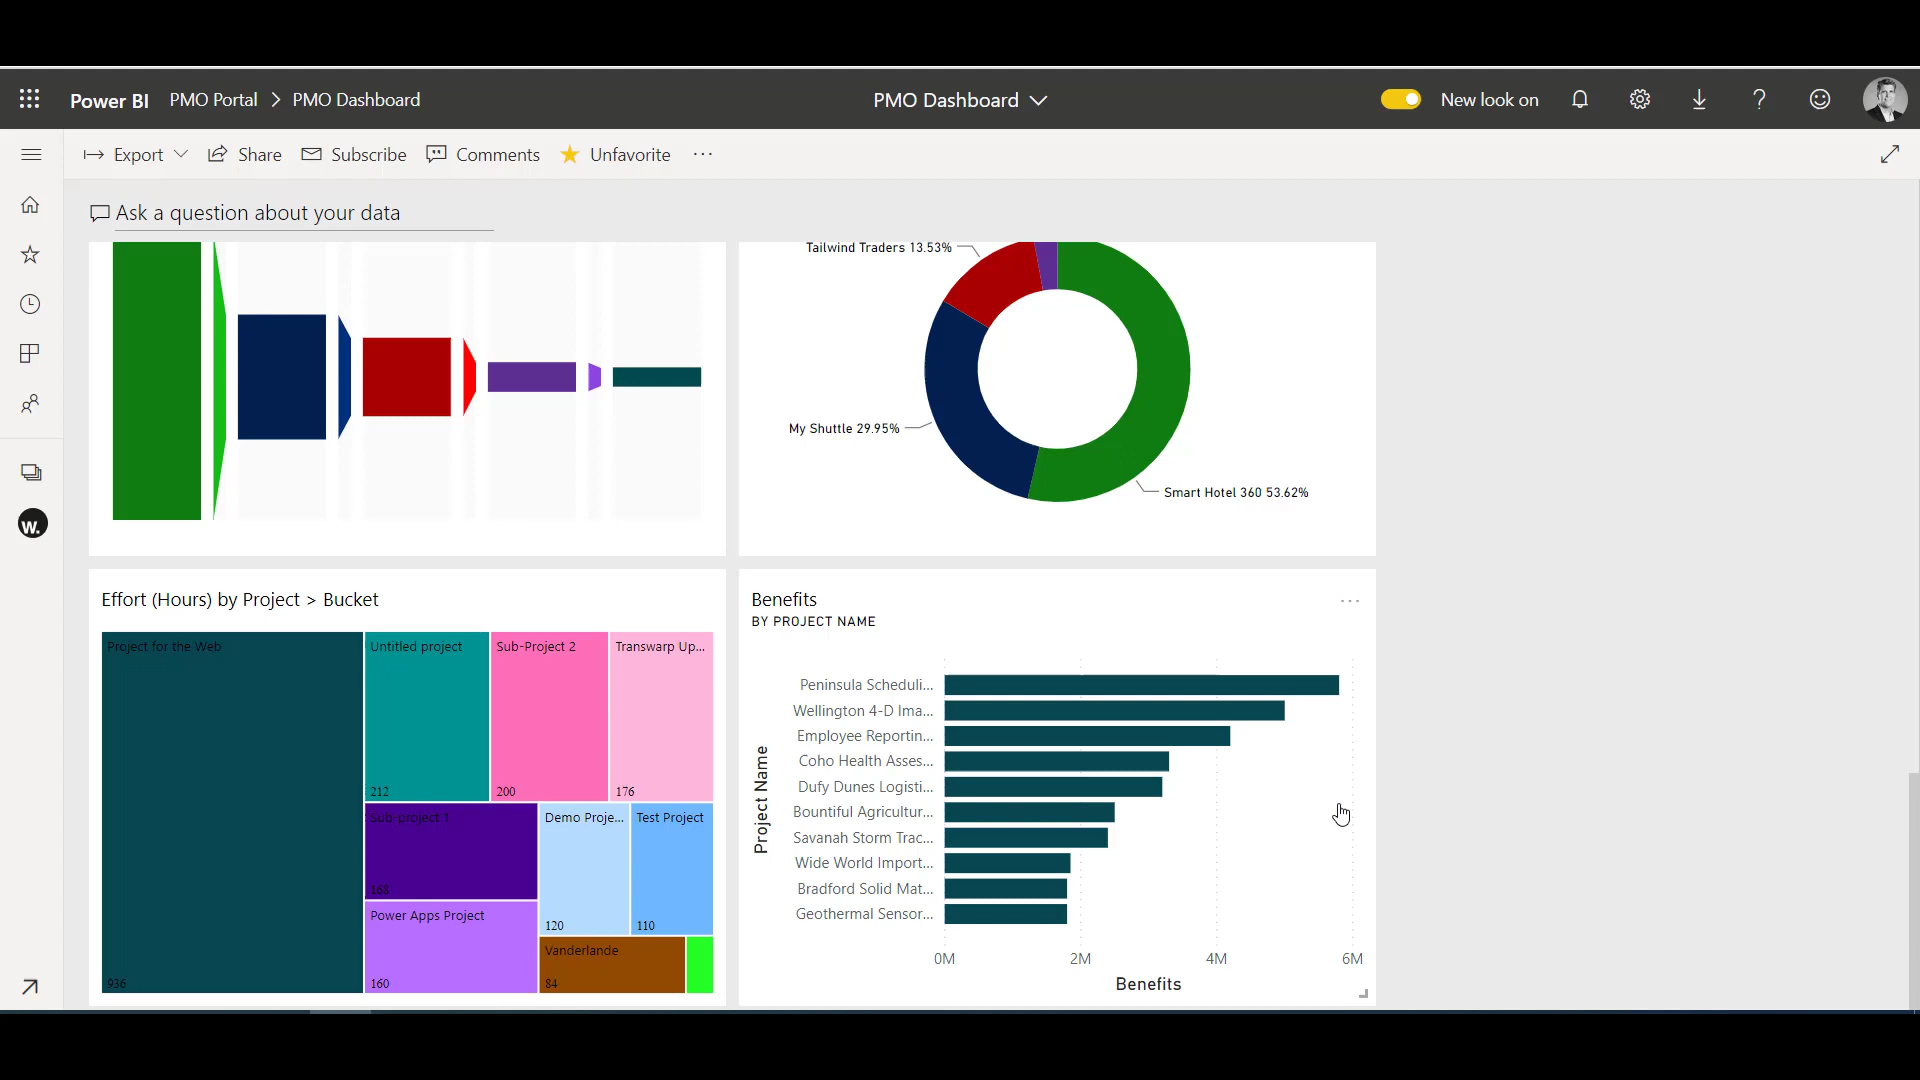 Power BI PMO Portal > PMO Dashboard
PMO Dashboard
New look on
Export
Share
Subscribe
Comments
Unfavorite
Ask a question about your data
w.
Tailwind Traders 13.53%
My Shuttle 29.95%
Smart Hotel 360 53.62%
Effort (Hours) by Project > Bucket
Project for the Web
936
Untitled project
212
Sub-Project 2
200
Transwarp Up...
176
Sub-project 1
168
Power Apps Project
160
Demo Proje...
120
Test Project
110
Vanderlande
84
Benefits
BY PROJECT NAME
Project Name
Peninsula Scheduli...
Wellington 4-D Ima...
Employee Reportin...
Coho Health Asses...
Dufy Dunes Logisti...
Bountiful Agricultur...
Savanah Storm Trac...
Wide World Import...
Bradford Solid Mat...
Geothermal Sensor...
0M 2M 4M 6M
Benefits